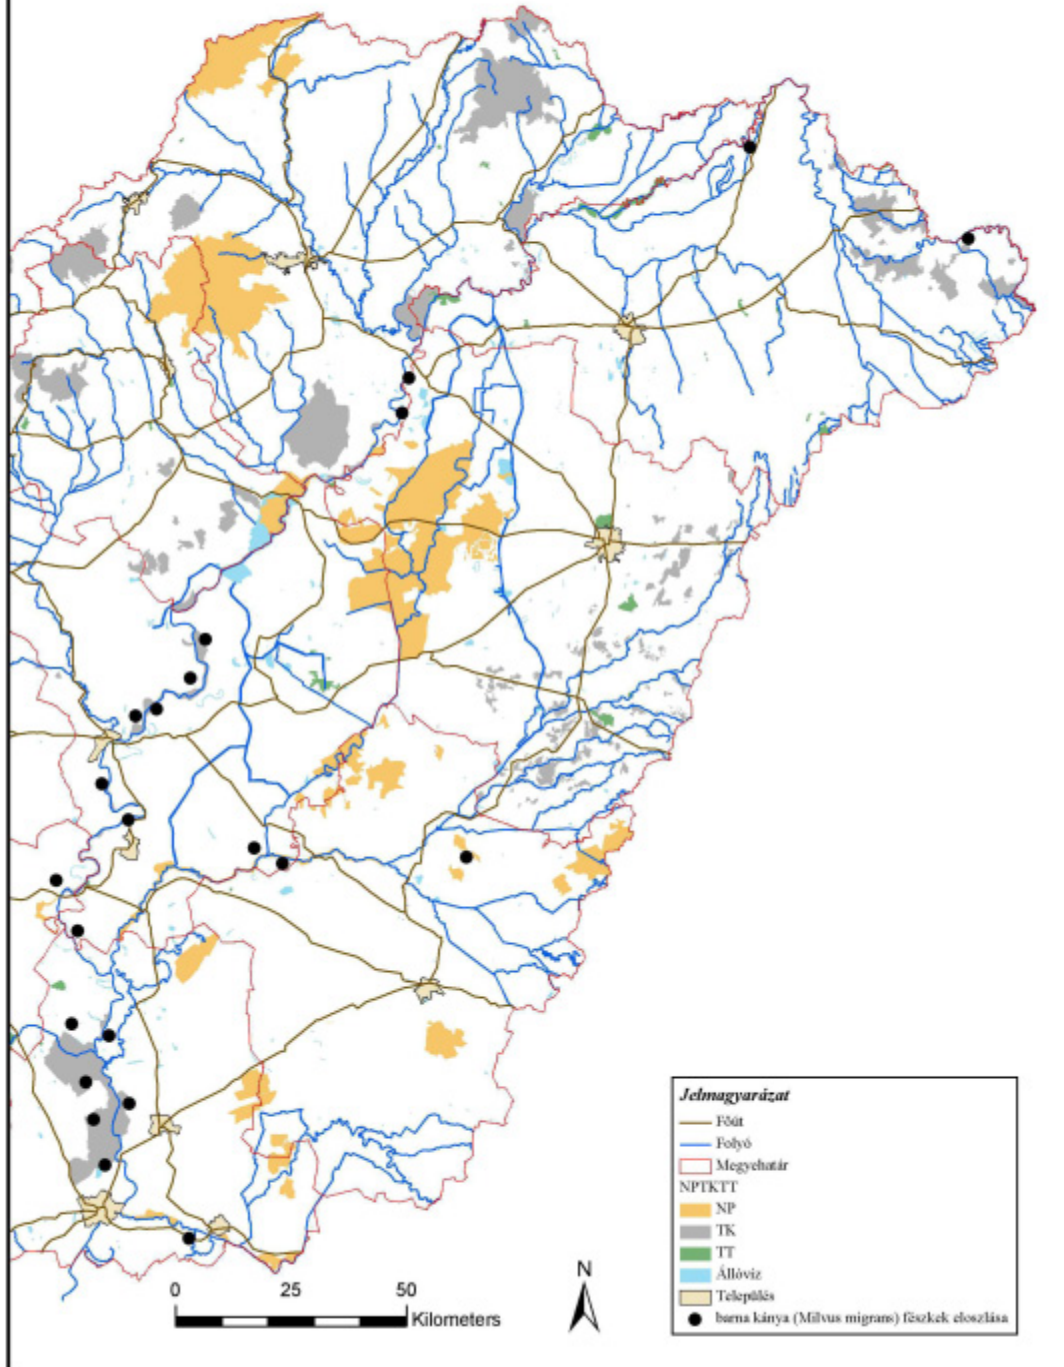 Jelmagyarázat
Főút
Folyó
Megyehatár
NPTKTT
NP
TK
TT
Állóvíz
Település
barna kánya (Milvus migrans) fészkek eloszlása
N
0 25 50
Kilometers